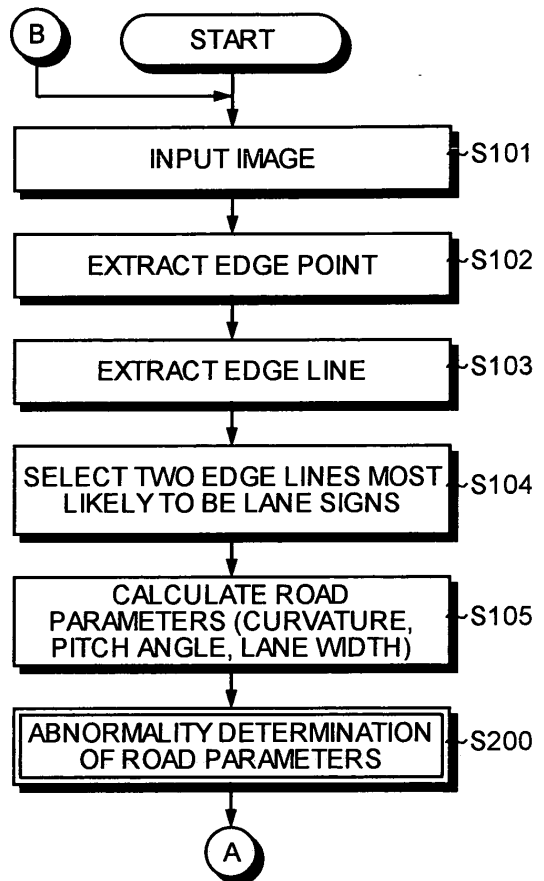 B
START
INPUT IMAGE
S101
EXTRACT EDGE POINT
S102
EXTRACT EDGE LINE
S103
SELECT TWO EDGE LINES MOST
LIKELY TO BE LANE SIGNS
S104
CALCULATE ROAD
PARAMETERS (CURVATURE,
PITCH ANGLE, LANE WIDTH)
S105
ABNORMALITY DETERMINATION
OF ROAD PARAMETERS
S200
A